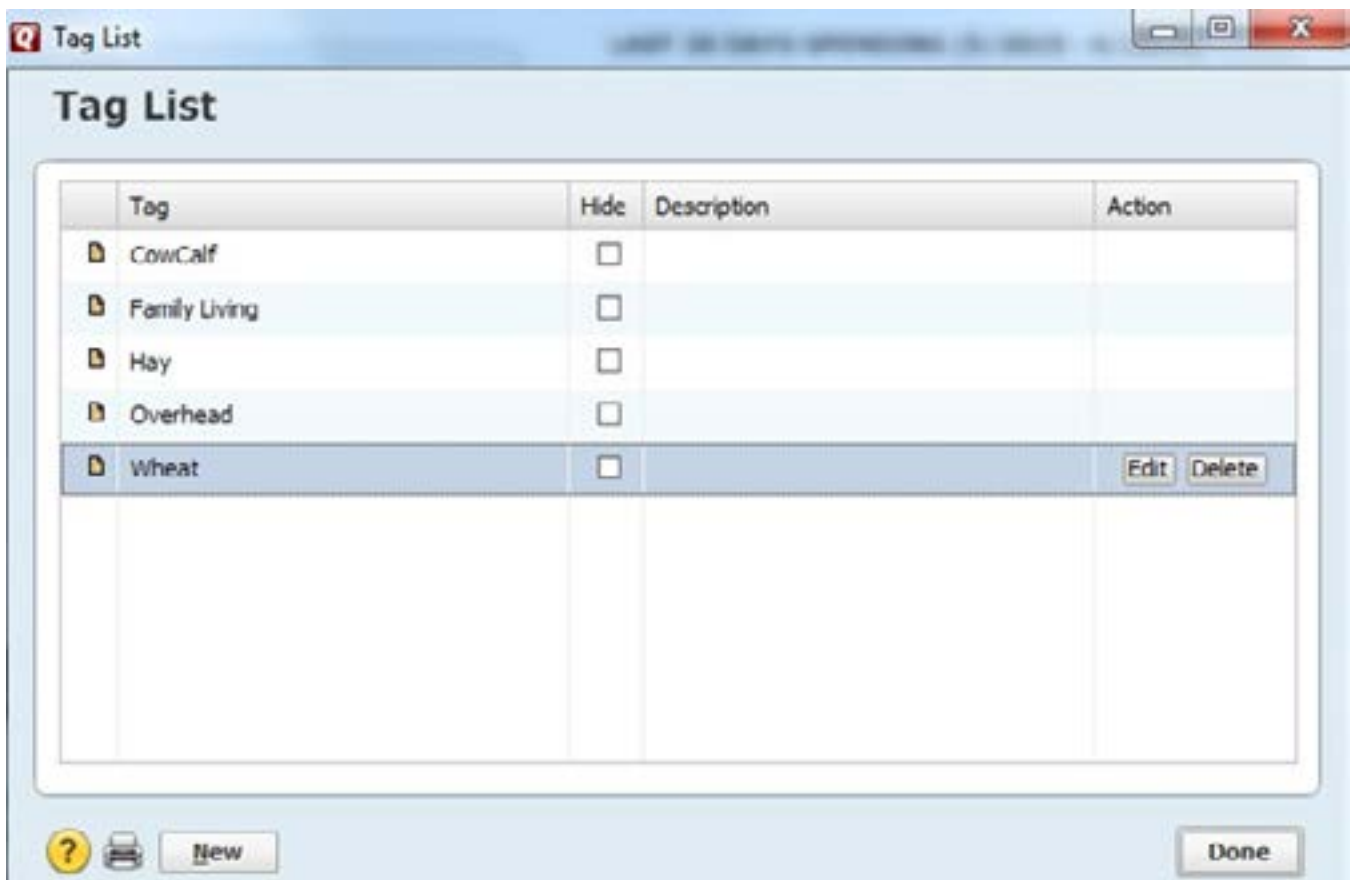 Tag List
Tag List
Tag Hide Description Action
CowCalf
Family Living
Hay
Overhead
Wheat Edit Delete
? New Done